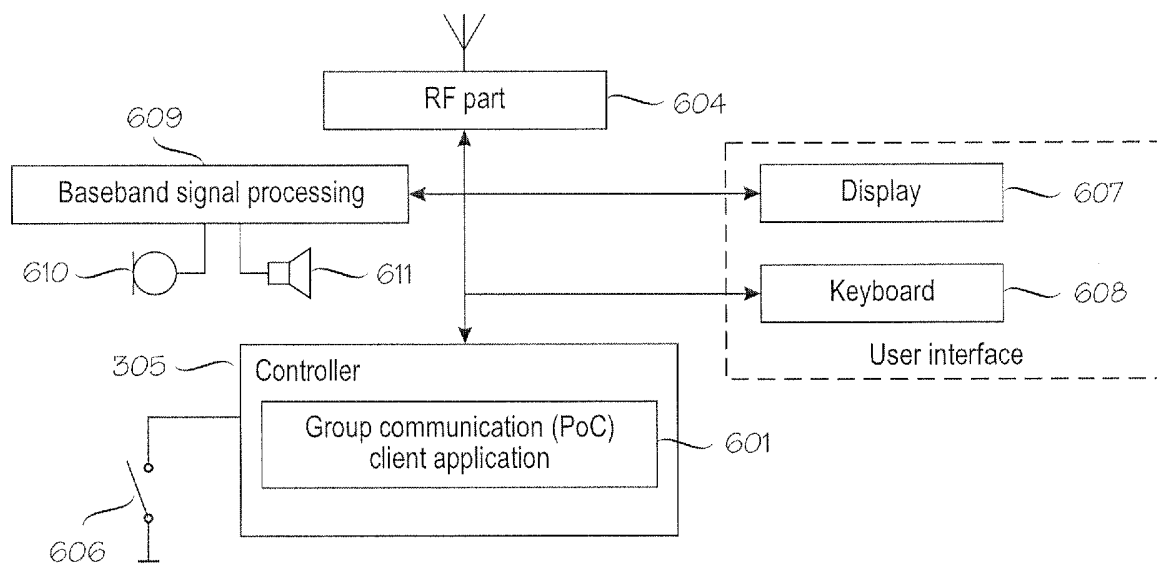 RF part
604
609
Baseband signal processing
Display
607
610
611
Keyboard
608
User interface
305
Controller
Group communication (PoC)
client application
601
606